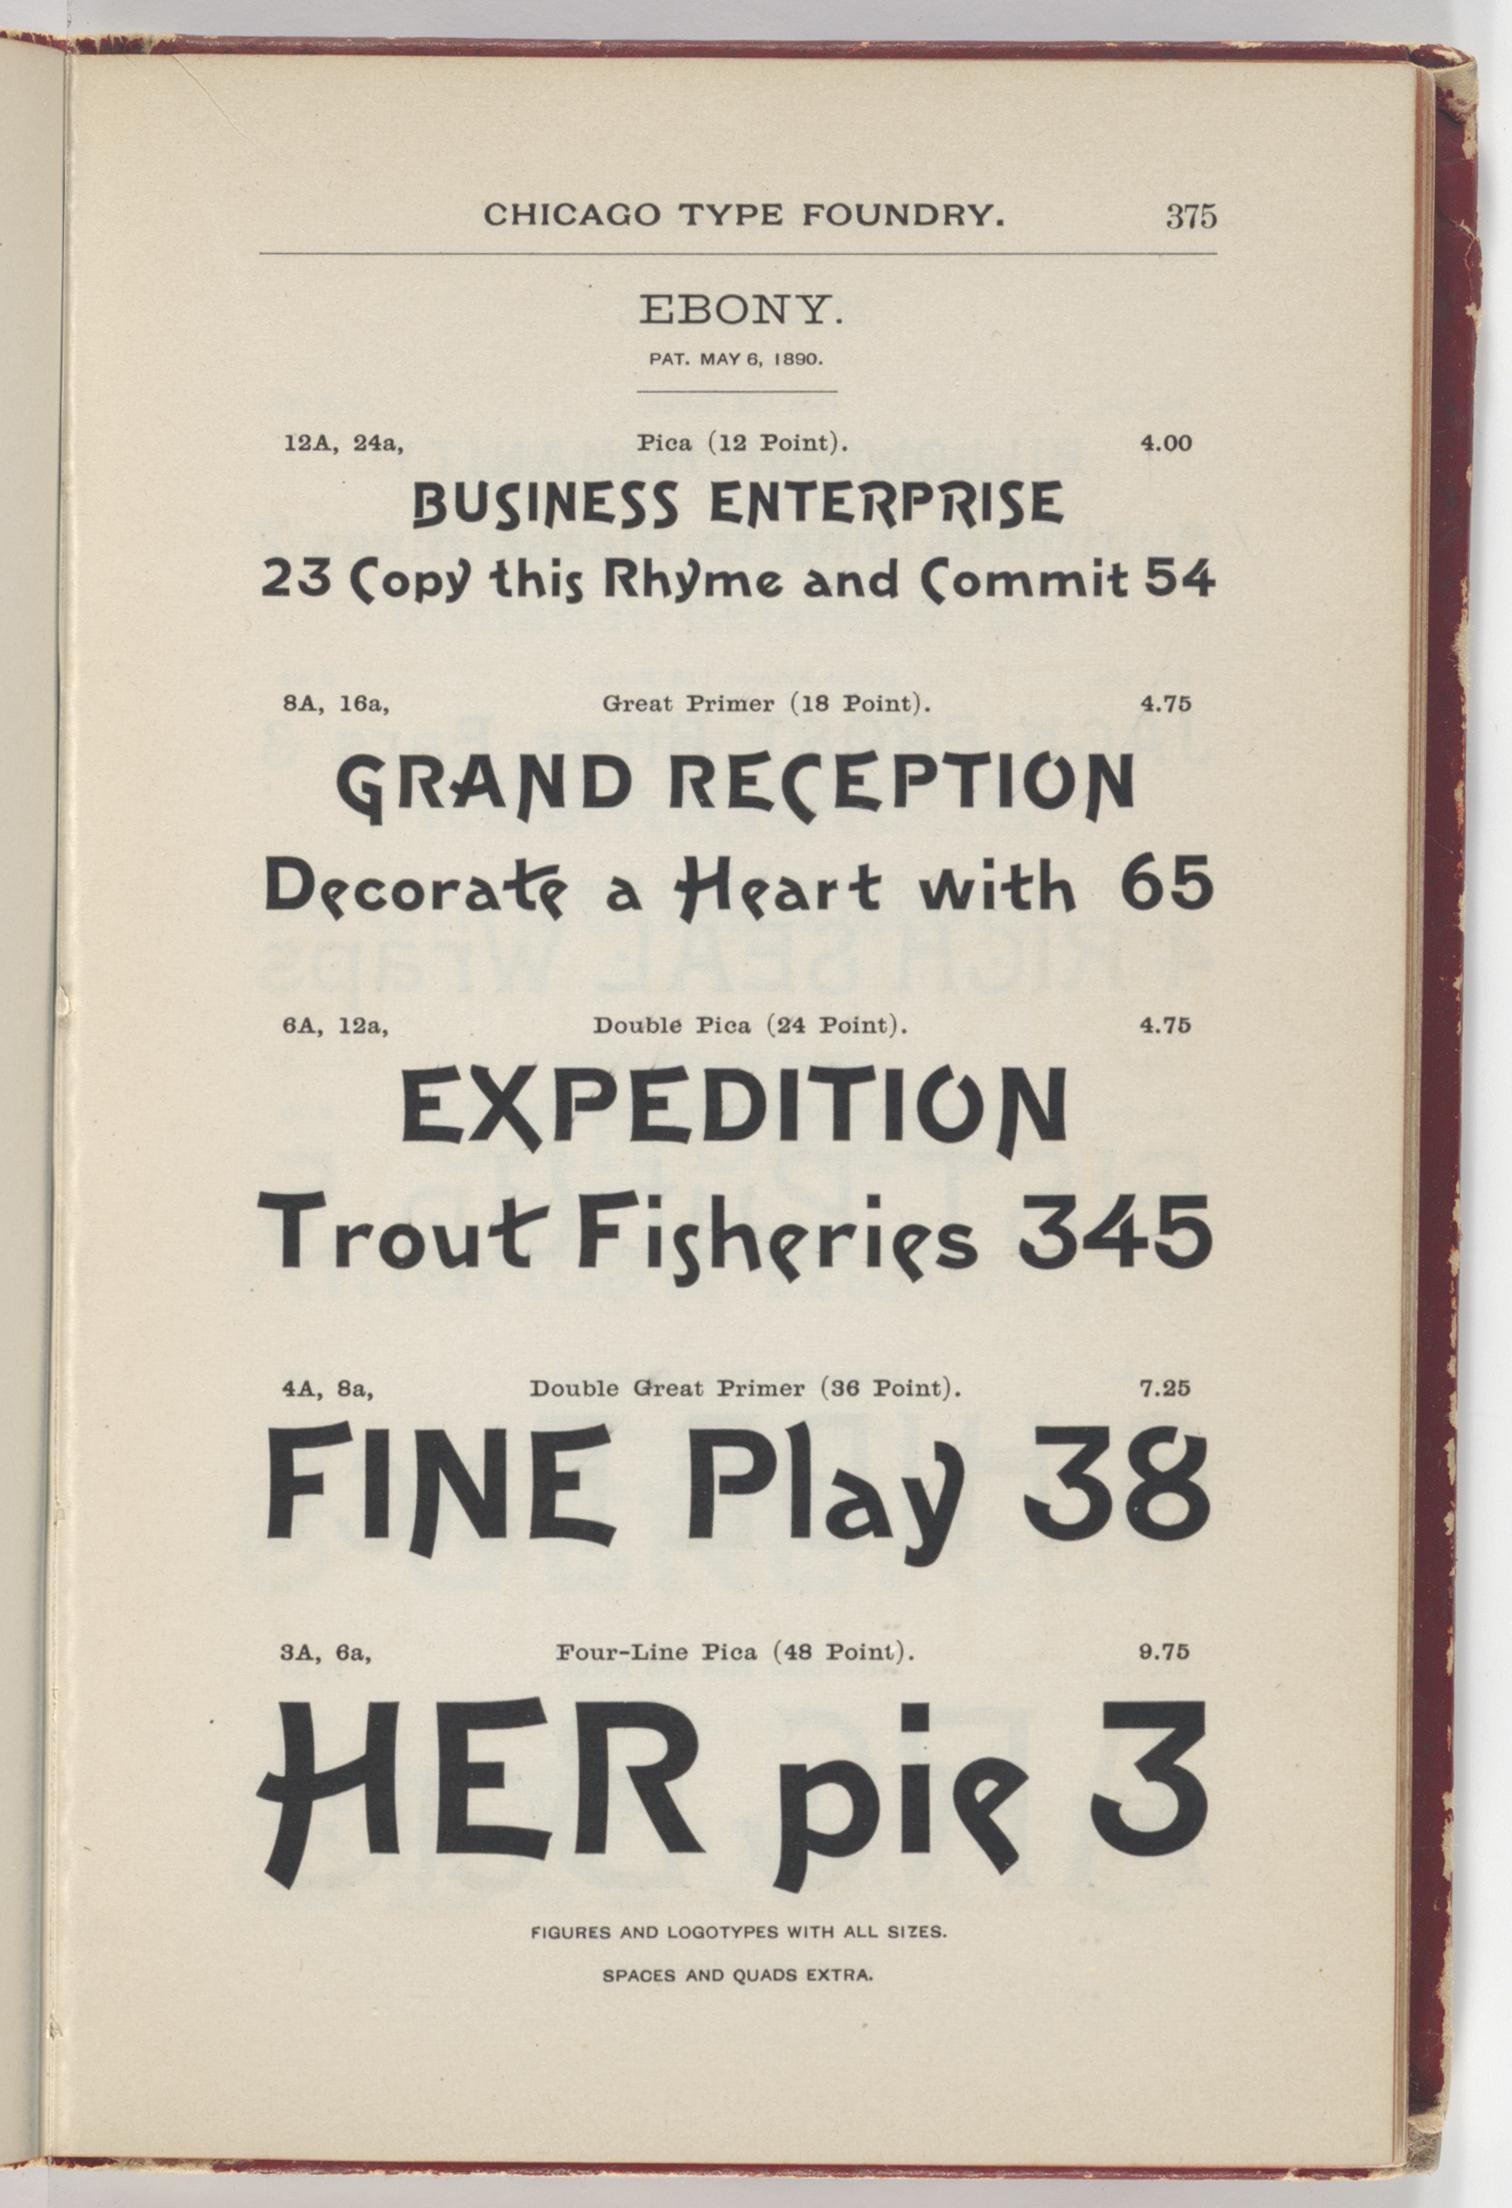 CHICAGO TYPE FOUNDRY. 375
EBONY.
PAT. MAY 6, 1890.
12A, 24a, Pica (12 Point). 4.00
BUSINESS ENTERPRISE
23 Copy this Rhyme and Commit 54
8A, 16a, Great Primer (18 Point). 4.75
GRAND RECEPTION
Decorate a Heart with 65
6A, 12a, Double Pica (24 Point). 4.75
EXPEDITION
Trout Fisheries 345
4A, 8a, Double Great Primer (36 Point). 7.25
FINE Play 38
3A, 6a, Four-Line Pica (48 Point). 9.75
HER pie 3
FIGURES AND LOGOTYPES WITH ALL SIZES.
SPACES AND QUADS EXTRA.